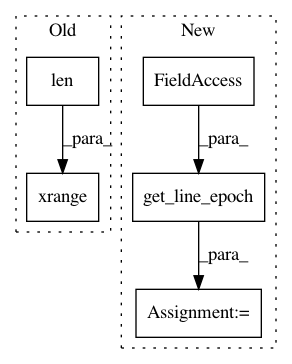 Old
New
len
FieldAccess
_para_
_para_
xrange
get_line_epoch
_para_
Assignment:=